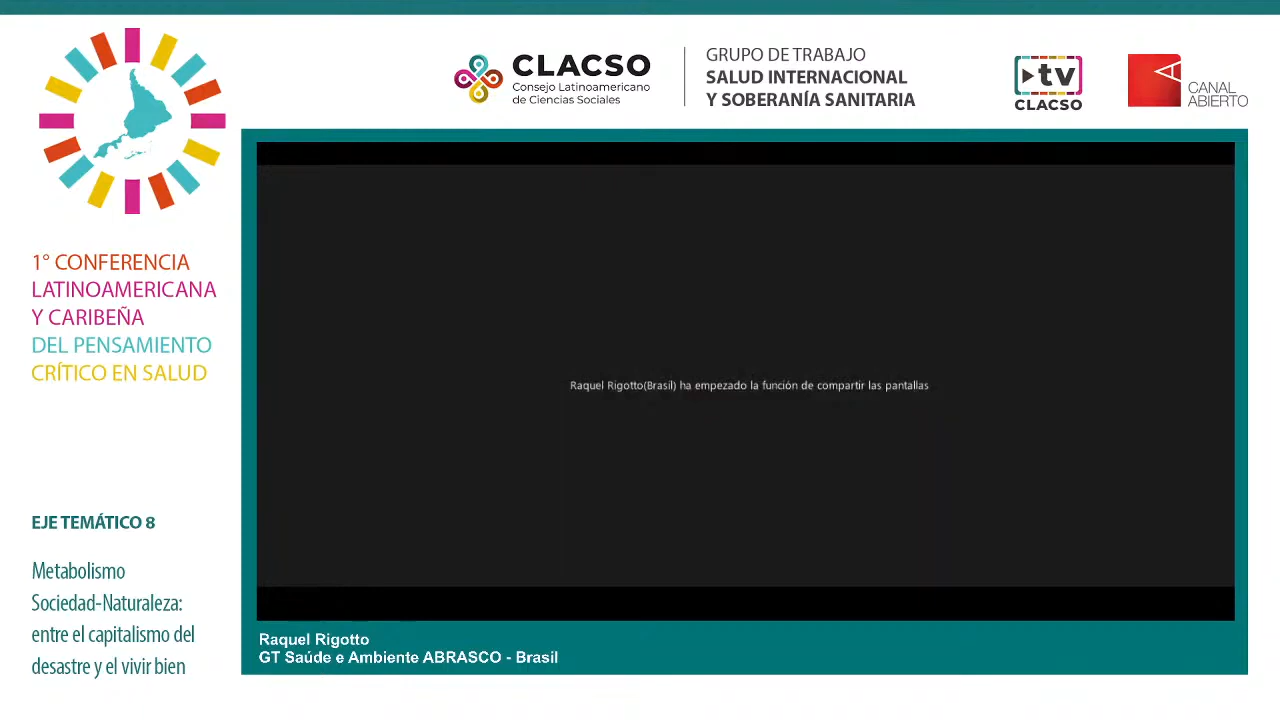 CLACSO
Consejo Latinoamericano
de Ciencias Sociales
GRUPO DE TRABAJO
SALUD INTERNACIONAL
Y SOBERANÍA SANITARIA
tv
CLACSO
CANAL
ABIERTO
1° CONFERENCIA
LATINOAMERICANA
Y CARIBEÑA
DEL PENSAMIENTO
CRÍTICO EN SALUD
EJE TEMÁTICO 8
Metabolismo
Sociedad-Naturaleza:
entre el capitalismo del
desastre y el vivir bien
Raquel Rigotto(Brasil) ha empezado la función de compartir las pantallas
Raquel Rigotto
GT Saúde e Ambiente ABRASCO - Brasil